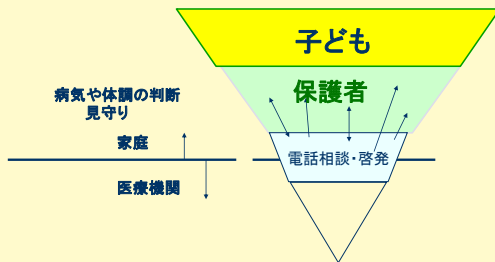 子ども
保護者
病気や体調の判断
見守り
家庭
電話相談・啓発
医療機関